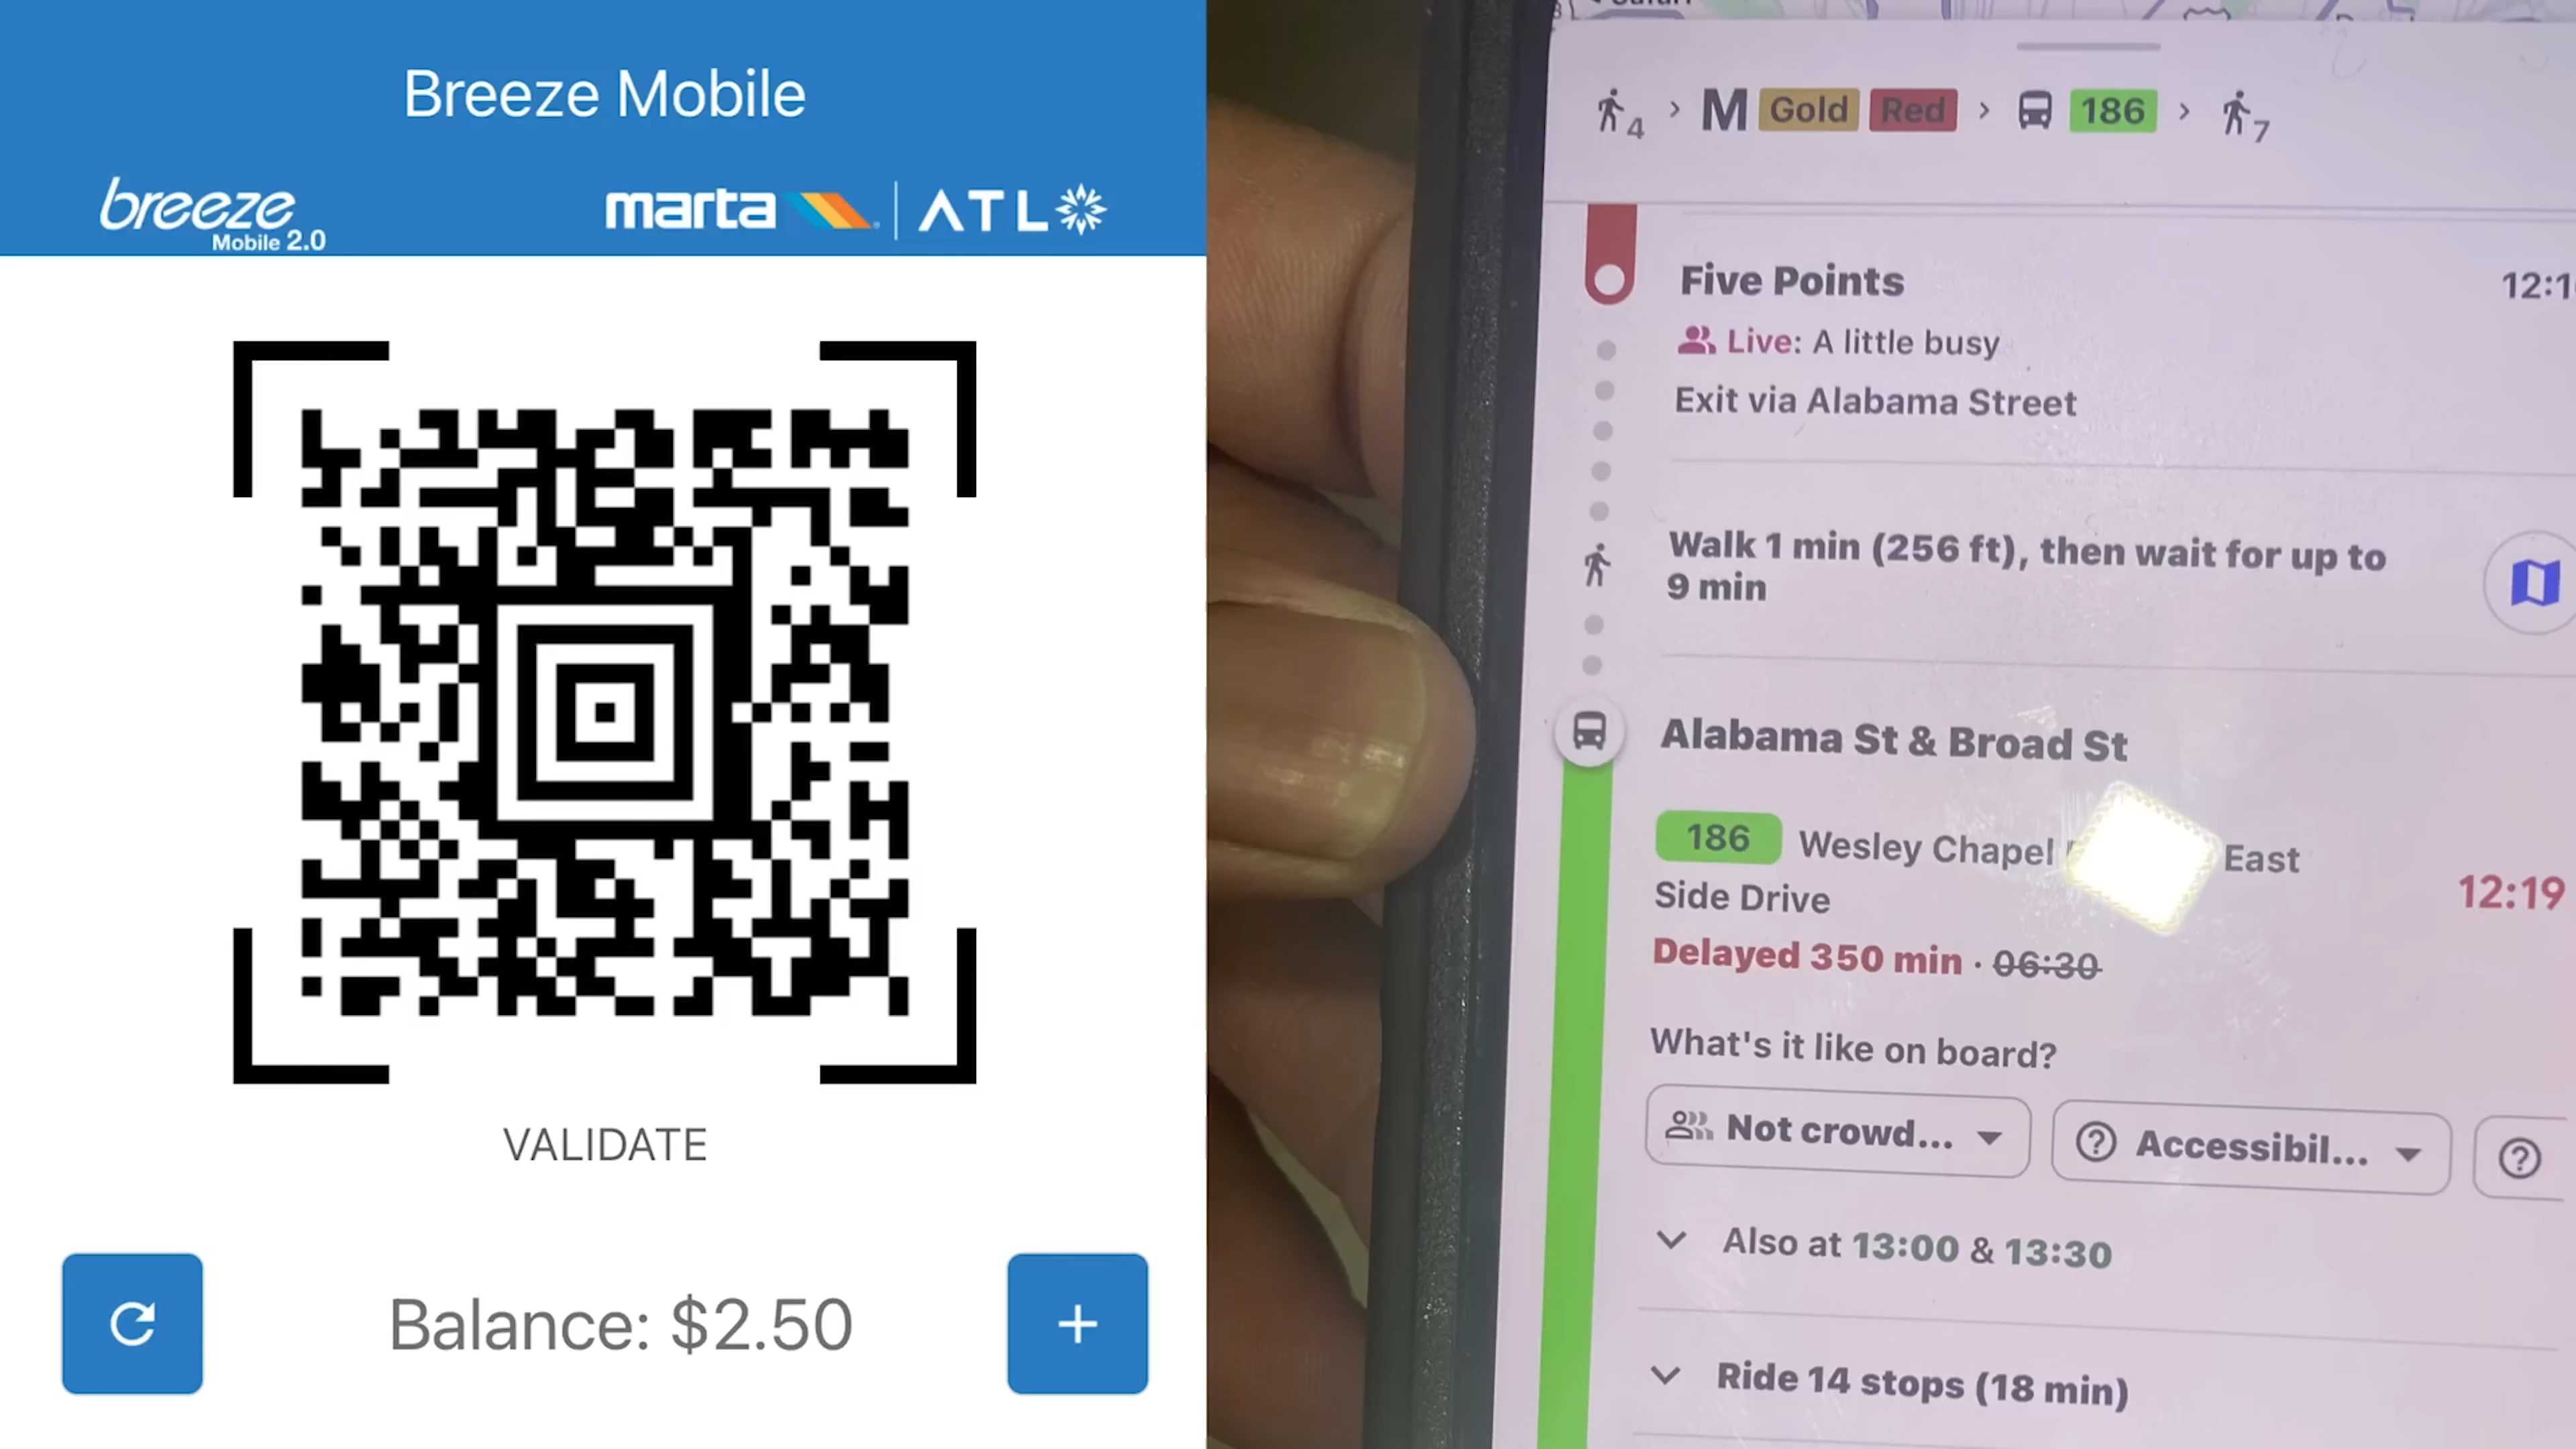 Breeze Mobile
breeze
Mobile 2.0
marta
ATL
VALIDATE
Balance: $2.50
4
M Gold Red
186
7
Five Points
Live: A little busy
Exit via Alabama Street
Walk 1 min (256 ft), then wait for up to
9 min
Alabama St & Broad St
186 Wesley Chapel East
Side Drive
12:19
Delayed 350 min · 06:30
What's it like on board?
Not crowd...
Accessibil...
Also at 13:00 & 13:30
Ride 14 stops (18 min)